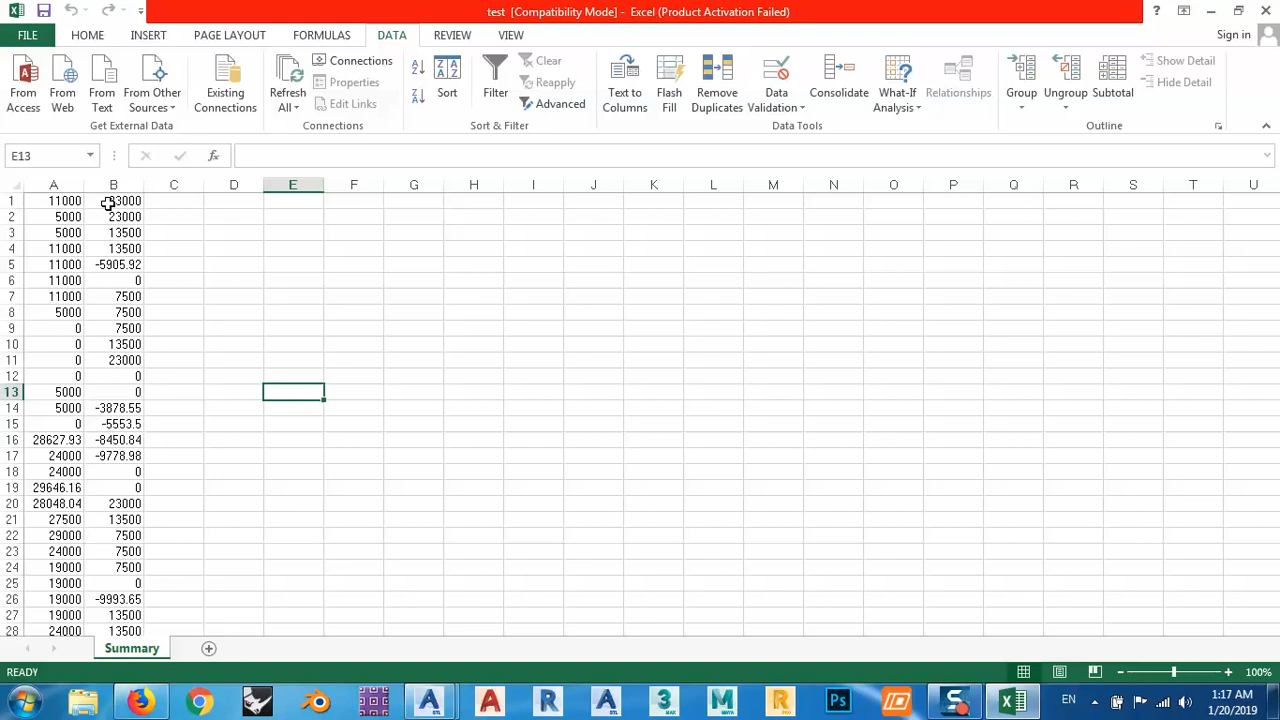 test [Compatibility Mode] - Excel (Product Activation Failed)
FILE HOME INSERT PAGE LAYOUT FORMULAS DATA REVIEW VIEW Sign in
From Access
From Web
From Text
From Other Sources
Existing Connections
Get External Data
Refresh All
Connections
Properties
Edit Links
Connections
Sort
Filter
Clear
Reapply
Advanced
Sort & Filter
Text to Columns
Flash Fill
Remove Duplicates
Data Validation
Consolidate
What-If Analysis
Relationships
Data Tools
Group
Ungroup
Subtotal
Show Detail
Hide Detail
Outline
E13
A B C D E F G H I J K L M N O P Q R S T U
1 11000
2 5000 23000
3 5000 13500
4 11000 13500
5 11000 -5905.92
6 11000 0
7 11000 7500
8 5000 7500
9 0 7500
10 0 13500
11 0 23000
12 0 0
13 5000 0
14 5000 -3878.55
15 0 -5553.5
16 28627.93 -8450.84
17 24000 -9778.98
18 24000 0
19 29646.16 0
20 28048.04 23000
21 27500 13500
22 29000 7500
23 24000 7500
24 19000 7500
25 19000 0
26 19000 -9993.65
27 19000 13500
28 24000 13500
Summary
READY 100%
EN 1:17 AM
1/20/2019